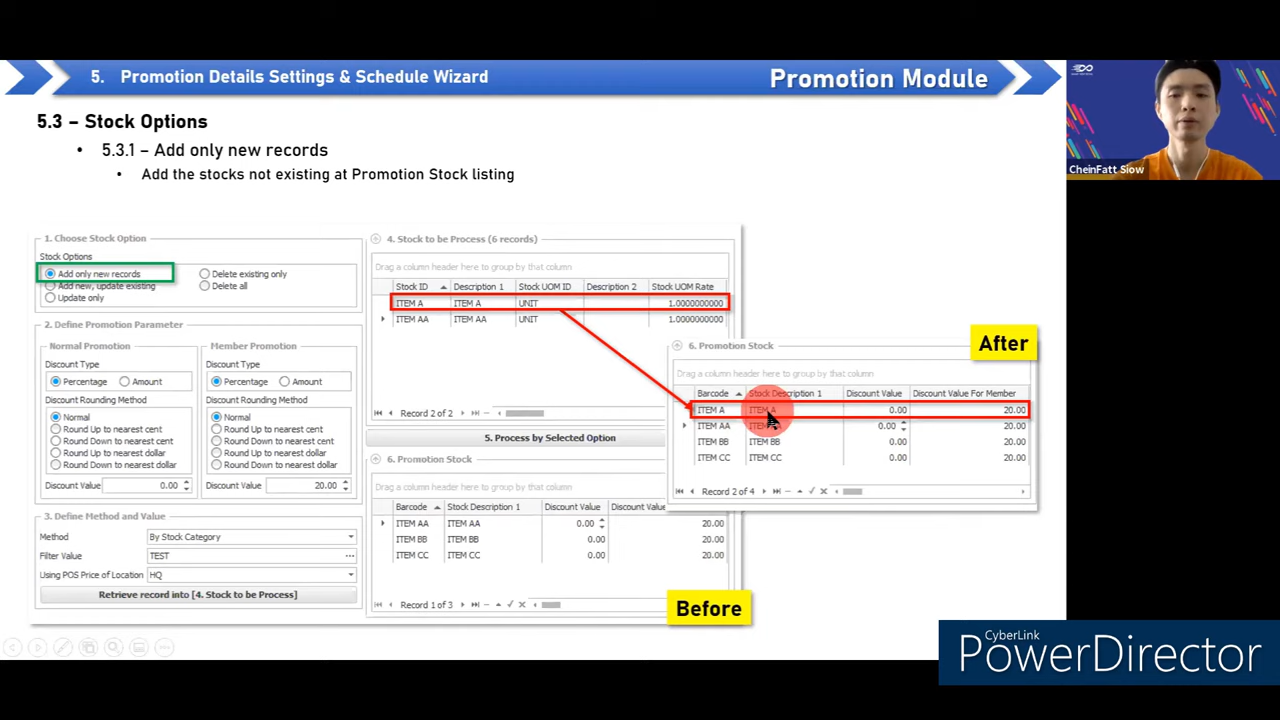 5. Promotion Details Settings & Schedule Wizard
Promotion Module
5.3 – Stock Options
• 5.3.1 – Add only new records
• Add the stocks not existing at Promotion Stock listing
CheinFatt Siow
1. Choose Stock Option
Stock Options
Add only new records
Delete existing only
Add new, update existing
Delete all
Update only
2. Define Promotion Parameter
Normal Promotion
Member Promotion
Discount Type
Discount Type
Percentage Amount
Percentage Amount
Discount Rounding Method
Discount Rounding Method
Normal
Normal
Round Up to nearest cent
Round Up to nearest cent
Round Down to nearest cent
Round Down to nearest cent
Round Up to nearest dollar
Round Up to nearest dollar
Round Down to nearest dollar
Round Down to nearest dollar
Discount Value 0.00
Discount Value 20.00
3. Define Method and Value
Method By Stock Category
Filter Value TEST
Using POS Price of Location HQ
Retrieve record into [4. Stock to be Process]
4. Stock to be Process (6 records)
Drag a column header here to group by that column
Stock ID Description 1 Stock UOM ID Description 2 Stock UOM Rate
ITEM A ITEM A UNIT 1.0000000000
ITEM AA ITEM AA UNIT 1.0000000000
Record 2 of 2
5. Process by Selected Option
6. Promotion Stock
Drag a column header here to group by that column
Barcode Stock Description 1 Discount Value Discount Valu
ITEM AA ITEM AA 0.00 20.00
ITEM BB ITEM BB 0.00 20.00
ITEM CC ITEM CC 0.00 20.00
Record 1 of 3
Before
After
6. Promotion Stock
Drag a column header here to group by that column
Barcode Stock Description 1 Discount Value Discount Value For Member
ITEM A ITEM A 0.00 20.00
ITEM AA 0.00 20.00
ITEM BB ITEM BB 0.00 20.00
ITEM CC ITEM CC 0.00 20.00
Record 2 of 4
CyberLink
PowerDirector